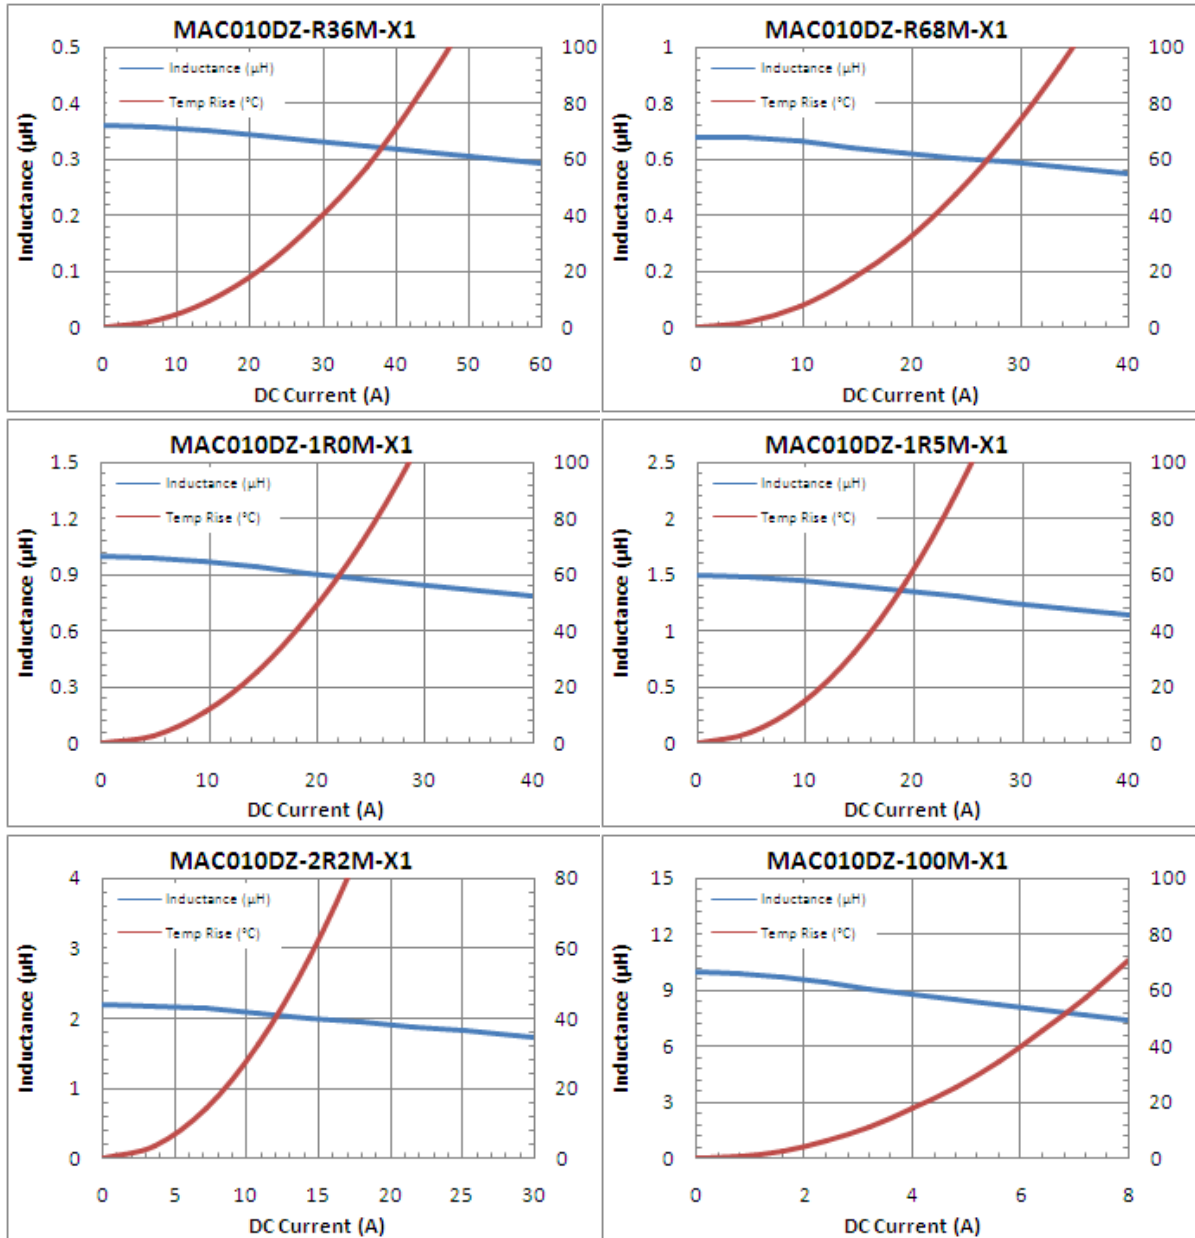 MAC010DZ-R36M-X1
Inductance (µH)
Temp Rise (°C)
0.5
0.4
0.3
0.2
0.1
0
100
80
60
40
20
0
Inductance (µH)
0 10 20 30 40 50 60
DC Current (A)
MAC010DZ-R68M-X1
Inductance (µH)
Temp Rise (°C)
1
0.8
0.6
0.4
0.2
0
100
80
60
40
20
0
Inductance (µH)
0 10 20 30 40
DC Current (A)
MAC010DZ-1R0M-X1
Inductance (µH)
Temp Rise (°C)
1.5
1.2
0.9
0.6
0.3
0
100
80
60
40
20
0
Inductance (µH)
0 10 20 30 40
DC Current (A)
MAC010DZ-1R5M-X1
Inductance (µH)
Temp Rise (°C)
2.5
2
1.5
1
0.5
0
100
80
60
40
20
0
Inductance (µH)
0 10 20 30 40
DC Current (A)
MAC010DZ-2R2M-X1
Inductance (µH)
Temp Rise (°C)
4
3
2
1
0
80
60
40
20
0
Inductance (µH)
0 5 10 15 20 25 30
DC Current (A)
MAC010DZ-100M-X1
Inductance (µH)
Temp Rise (°C)
15
12
9
6
3
0
100
80
60
40
20
0
Inductance (µH)
0 2 4 6 8
DC Current (A)